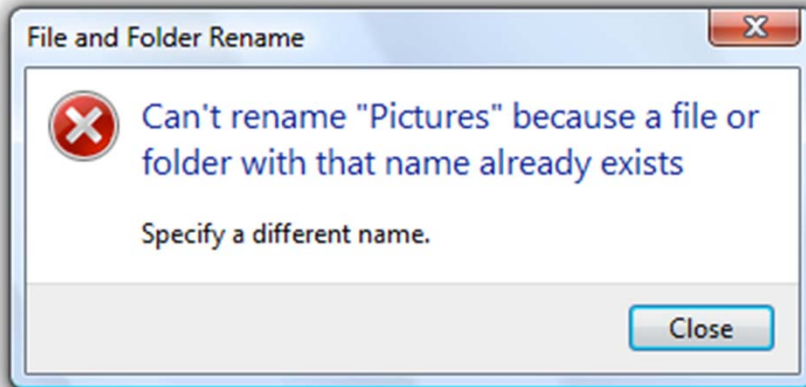 File and Folder Rename
Can't rename "Pictures" because a file or
folder with that name already exists
Specify a different name.
Close